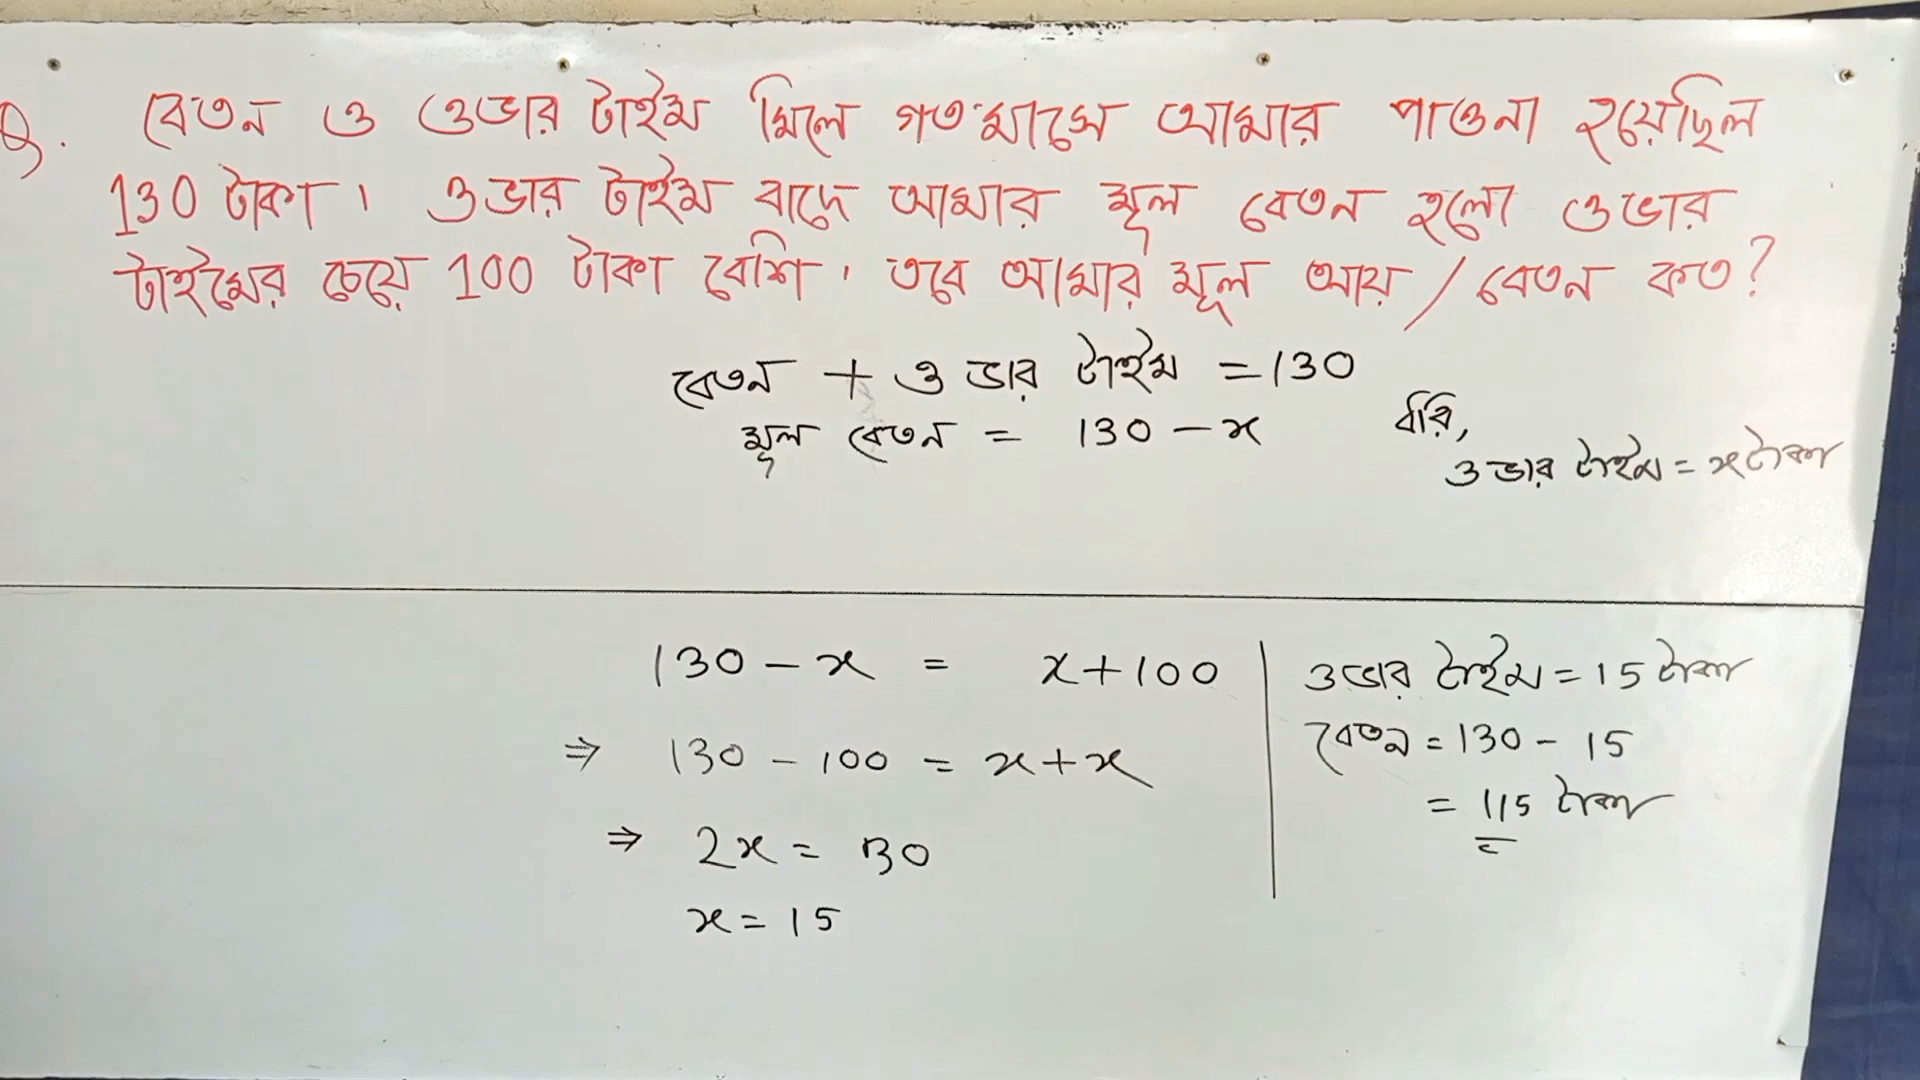 Q. বেতন ও ওভার টাইম মিলে গত মাসে আমার পাওনা হয়েছিল
130 টাকা। ওভার টাইম বাদে আমার মূল বেতন হলো ওভার
টাইমের চেয়ে 100 টাকা বেশি। তবে আমার মূল আয় / বেতন কত?
বেতন + ওভার টাইম = 130
মূল বেতন = 130 - x
ধরি,
ওভার টাইম = x টাকা
130 - x = x + 100
⇒ 130 - 100 = x + x
⇒ 2x = 30
x = 15
ওভার টাইম = 15 টাকা
বেতন = 130 - 15
= 115 টাকা